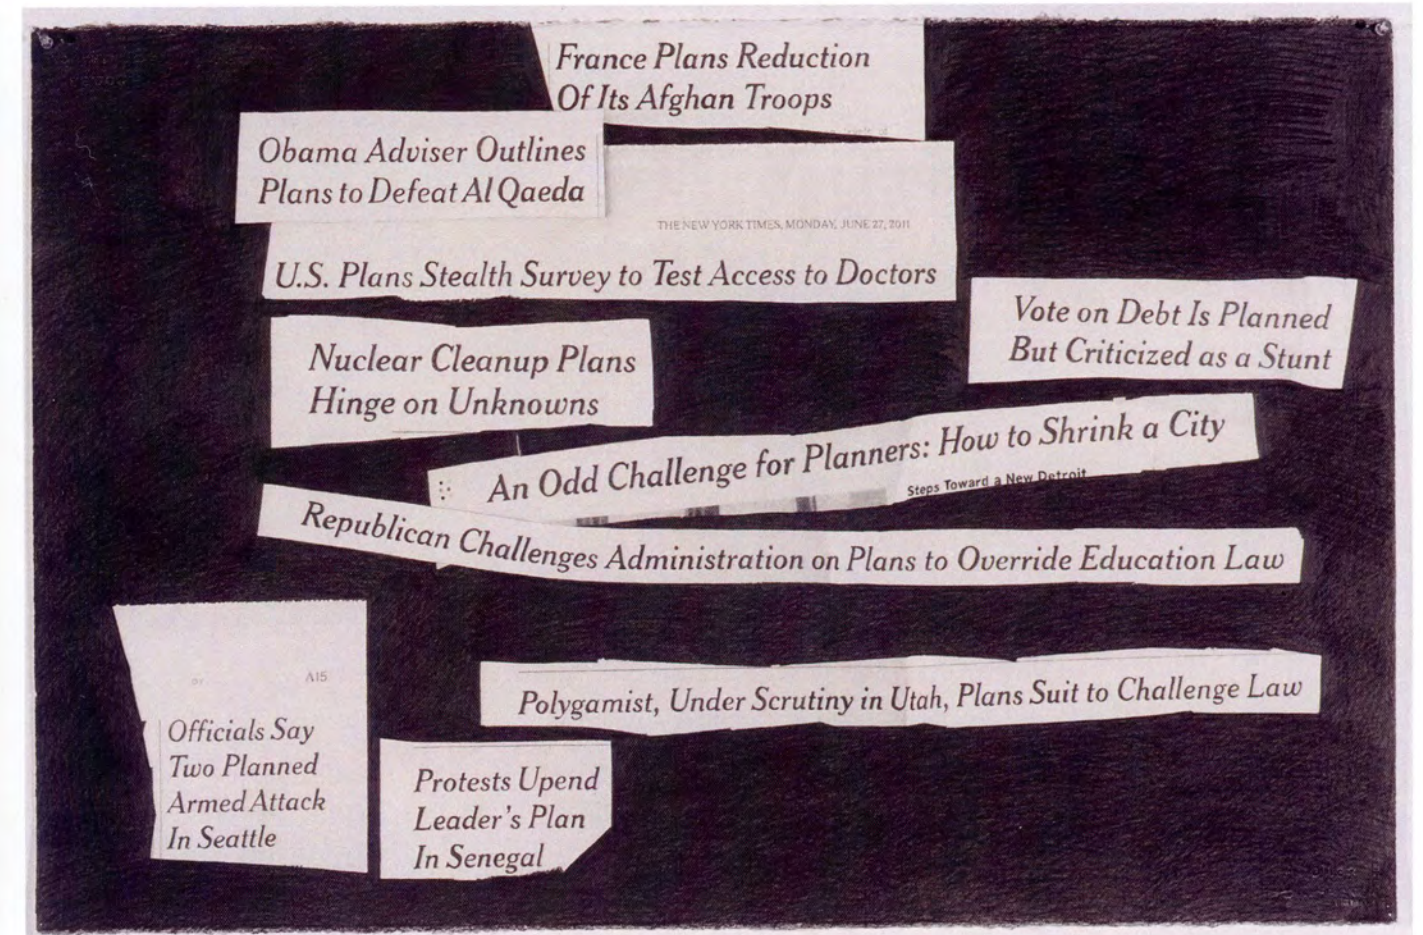 France Plans Reduction
Of Its Afghan Troops
Obama Adviser Outlines
Plans to Defeat Al Qaeda
THE NEW YORK TIMES, MONDAY, JUNE 27, 2011
U.S. Plans Stealth Survey to Test Access to Doctors
Vote on Debt Is Planned
But Criticized as a Stunt
Nuclear Cleanup Plans
Hinge on Unknowns
An Odd Challenge for Planners: How to Shrink a City
Steps Toward a New Detroit
Republican Challenges Administration on Plans to Override Education Law
A15
Officials Say
Two Planned
Armed Attack
In Seattle
Polygamist, Under Scrutiny in Utah, Plans Suit to Challenge Law
Protests Upend
Leader's Plan
In Senegal